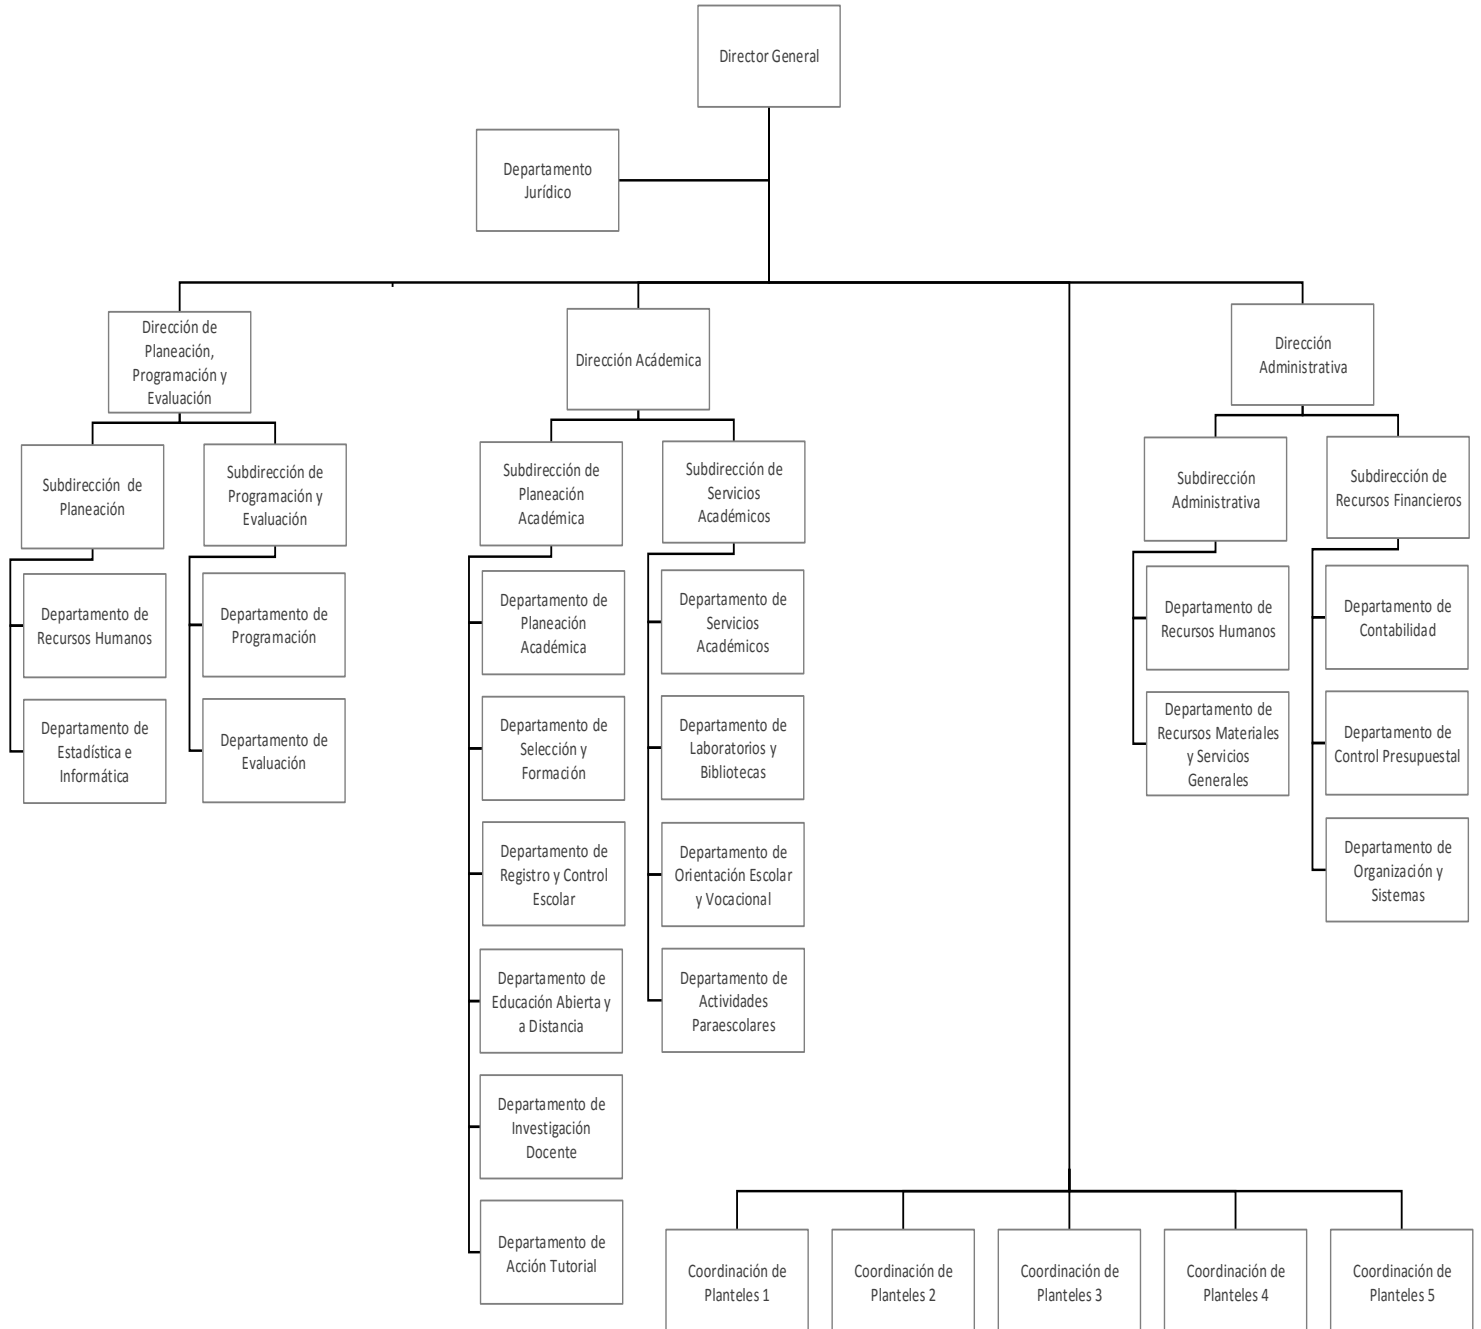 Director General
Departamento
Jurídico
Dirección de
Planeación,
Programación y
Evaluación
Dirección Acádemica
Dirección
Administrativa
Subdirección de
Planeación
Subdirección de
Programación y
Evaluación
Subdirección de
Planeación
Académica
Subdirección de
Servicios
Académicos
Subdirección
Administrativa
Subdirección de
Recursos Financieros
Departamento de
Recursos Humanos
Departamento de
Estadística e
Informática
Departamento de
Programación
Departamento de
Evaluación
Departamento de
Planeación
Académica
Departamento de
Selección y
Formación
Departamento de
Registro y Control
Escolar
Departamento de
Educación Abierta y
a Distancia
Departamento de
Investigación
Docente
Departamento de
Acción Tutorial
Departamento de
Servicios
Académicos
Departamento de
Laboratorios y
Bibliotecas
Departamento de
Orientación Escolar
y Vocacional
Departamento de
Actividades
Paraescolares
Departamento de
Recursos Humanos
Departamento de
Recursos Materiales
y Servicios
Generales
Departamento de
Contabilidad
Departamento de
Control Presupuestal
Departamento de
Organización y
Sistemas
Coordinación de
Planteles 1
Coordinación de
Planteles 2
Coordinación de
Planteles 3
Coordinación de
Planteles 4
Coordinación de
Planteles 5